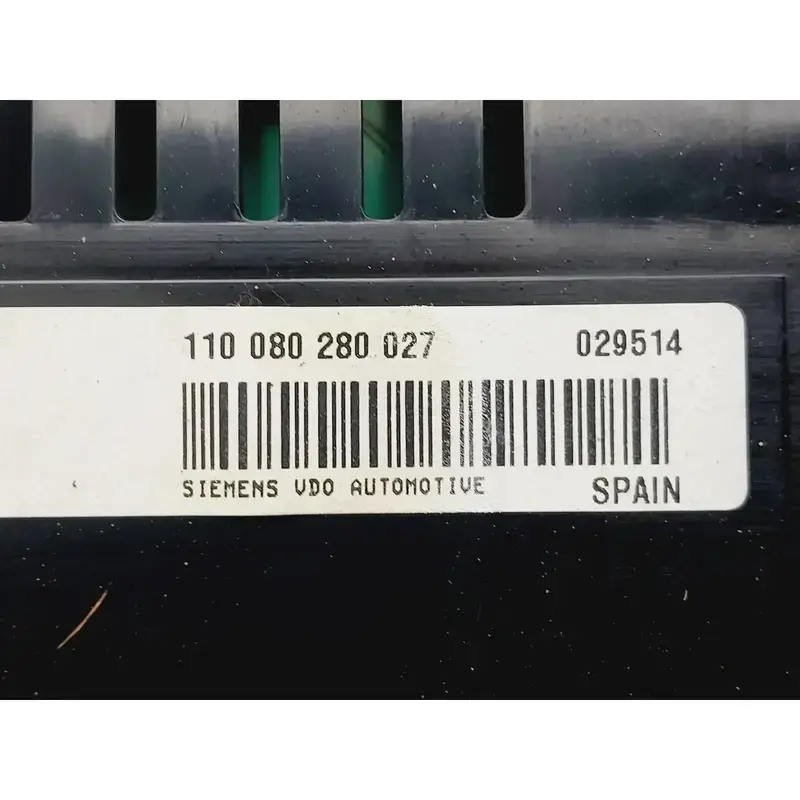 110 080 280 027 029514
SIEMENS VDO AUTOMOTIVE SPAIN